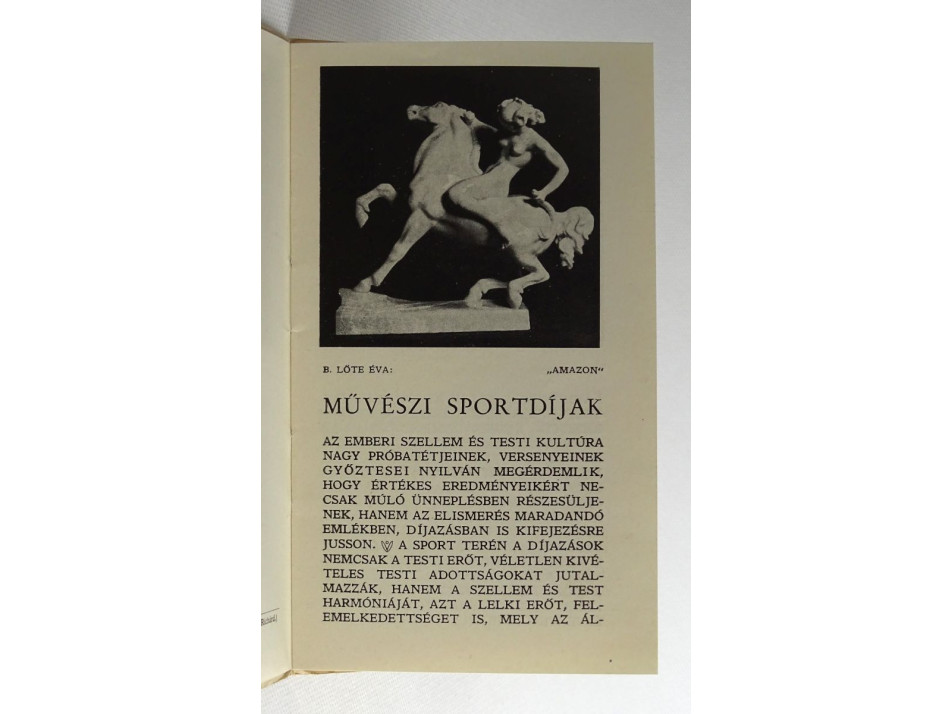 B. LŐTE ÉVA: „AMAZON“
MŰVÉSZI SPORTDÍJAK
AZ EMBERI SZELLEM ÉS TESTI KULTÚRA
NAGY PRÓBATÉTJEINEK, VERSENYEINEK
GYŐZTESEI NYILVÁN MEGÉRDEMLIK,
HOGY ÉRTÉKES EREDMÉNYEIKÉRT NE-
CSAK MÚLÓ ÜNNEPLÉSBEN RÉSZESÜLJE-
NEK, HANEM AZ ELISMERÉS MARADANDÓ
EMLÉKBEN, DÍJAZÁSBAN IS KIFEJEZÉSRE
JUSSON. A SPORT TERÉN A DÍJAZÁSOK
NEMCSAK A TESTI ERŐT, VÉLETLEN KIVÉ-
TELES TESTI ADOTTSÁGOKAT JUTAL-
MAZZÁK, HANEM A SZELLEM ÉS TEST
HARMÓNIÁJÁT, AZT A LELKI ERŐT, FEL-
EMELKEDETTSÉGET IS, MELY AZ ÁL-